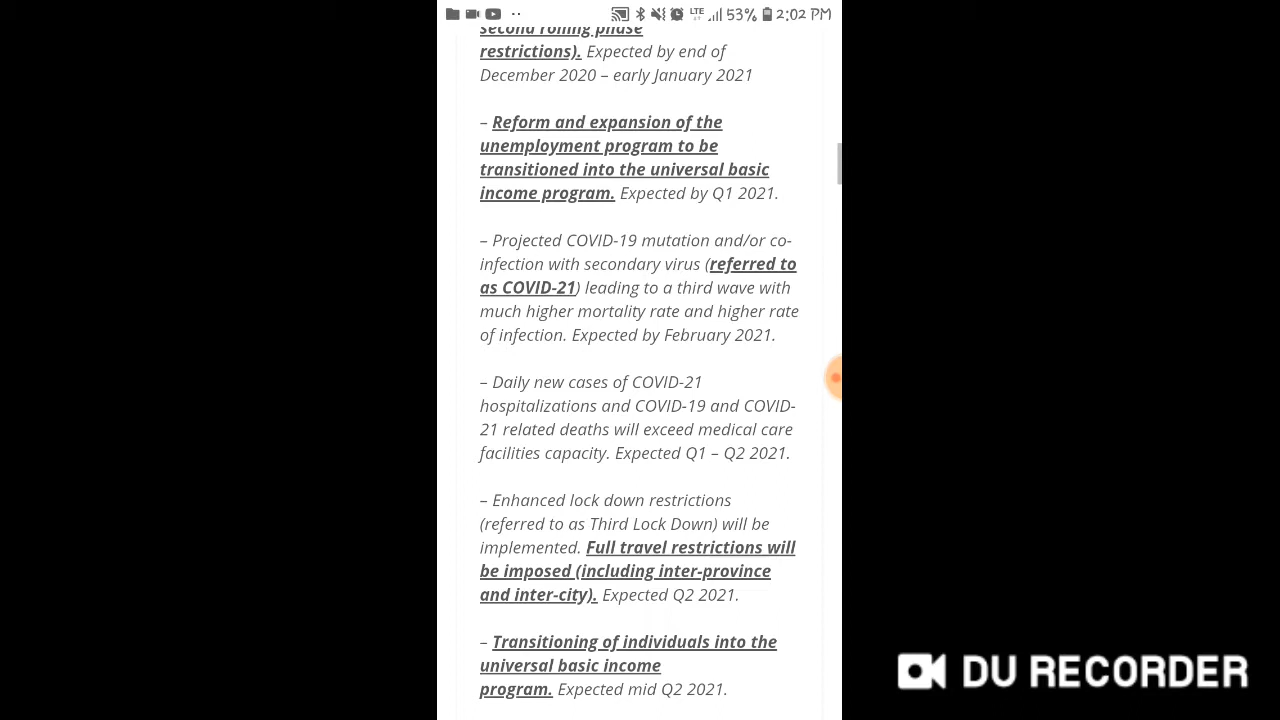 LTE 53% 2:02 PM
second rolling phase
restrictions). Expected by end of
December 2020 – early January 2021
– Reform and expansion of the
unemployment program to be
transitioned into the universal basic
income program. Expected by Q1 2021.
– Projected COVID-19 mutation and/or co-
infection with secondary virus (referred to
as COVID-21) leading to a third wave with
much higher mortality rate and higher rate
of infection. Expected by February 2021.
– Daily new cases of COVID-21
hospitalizations and COVID-19 and COVID-
21 related deaths will exceed medical care
facilities capacity. Expected Q1 – Q2 2021.
– Enhanced lock down restrictions
(referred to as Third Lock Down) will be
implemented. Full travel restrictions will
be imposed (including inter-province
and inter-city). Expected Q2 2021.
– Transitioning of individuals into the
universal basic income
program. Expected mid Q2 2021.
DU RECORDER